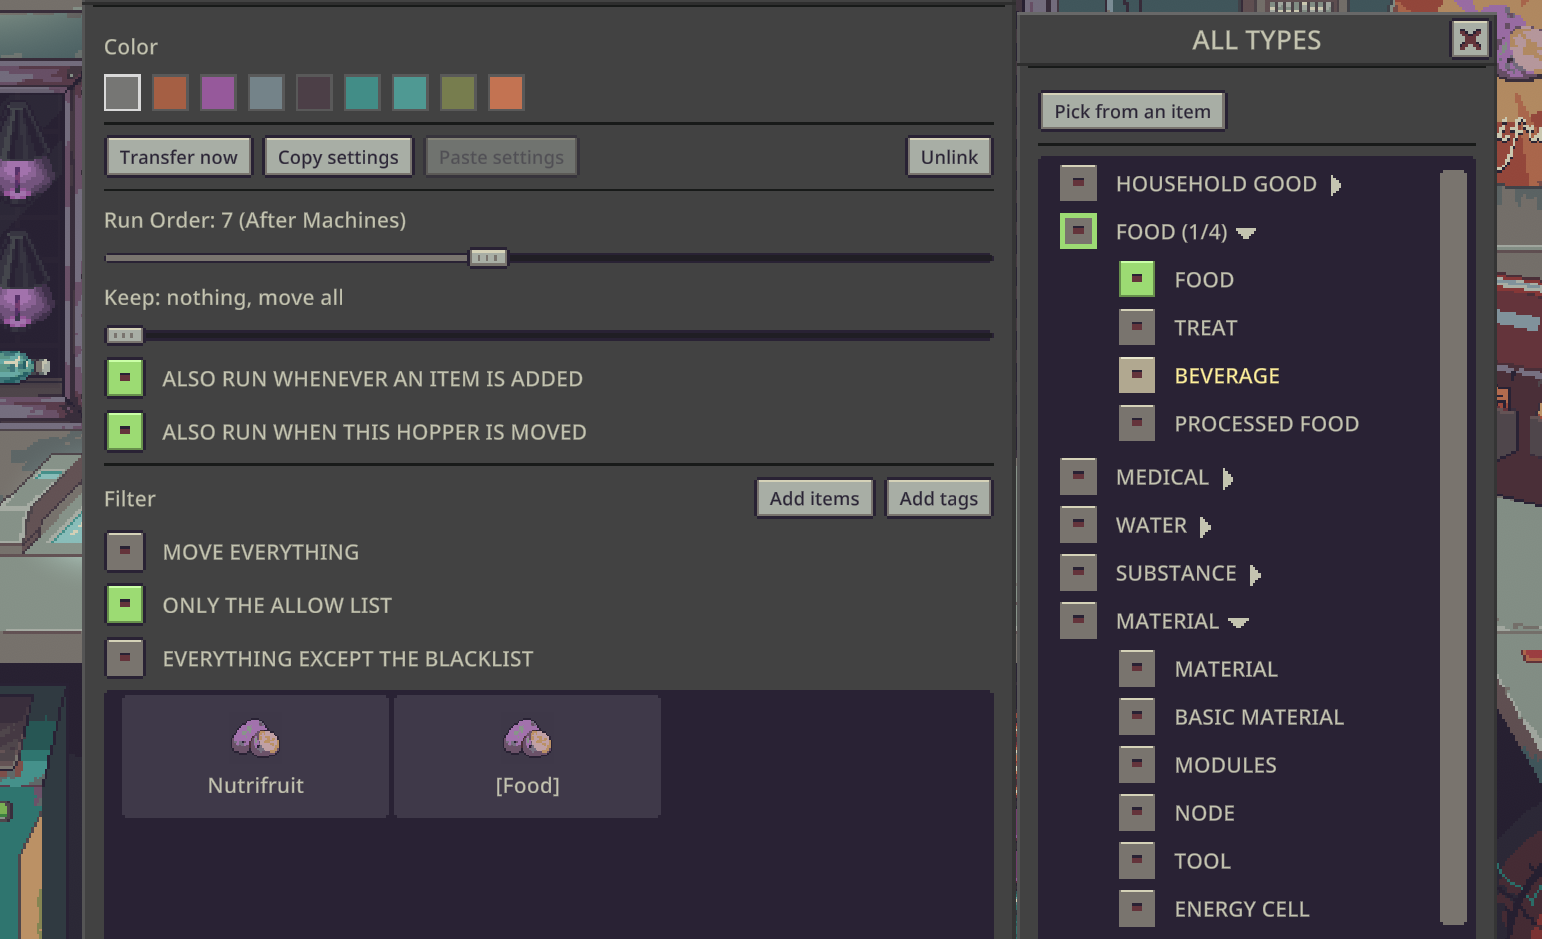 Color
Transfer now
Copy settings
Paste settings
Unlink
Run Order: 7 (After Machines)
Keep: nothing, move all
ALSO RUN WHENEVER AN ITEM IS ADDED
ALSO RUN WHEN THIS HOPPER IS MOVED
Filter
Add items
Add tags
MOVE EVERYTHING
ONLY THE ALLOW LIST
EVERYTHING EXCEPT THE BLACKLIST
Nutrifruit
[Food]
ALL TYPES
Pick from an item
HOUSEHOLD GOOD
FOOD (1/4)
FOOD
TREAT
BEVERAGE
PROCESSED FOOD
MEDICAL
WATER
SUBSTANCE
MATERIAL
MATERIAL
BASIC MATERIAL
MODULES
NODE
TOOL
ENERGY CELL